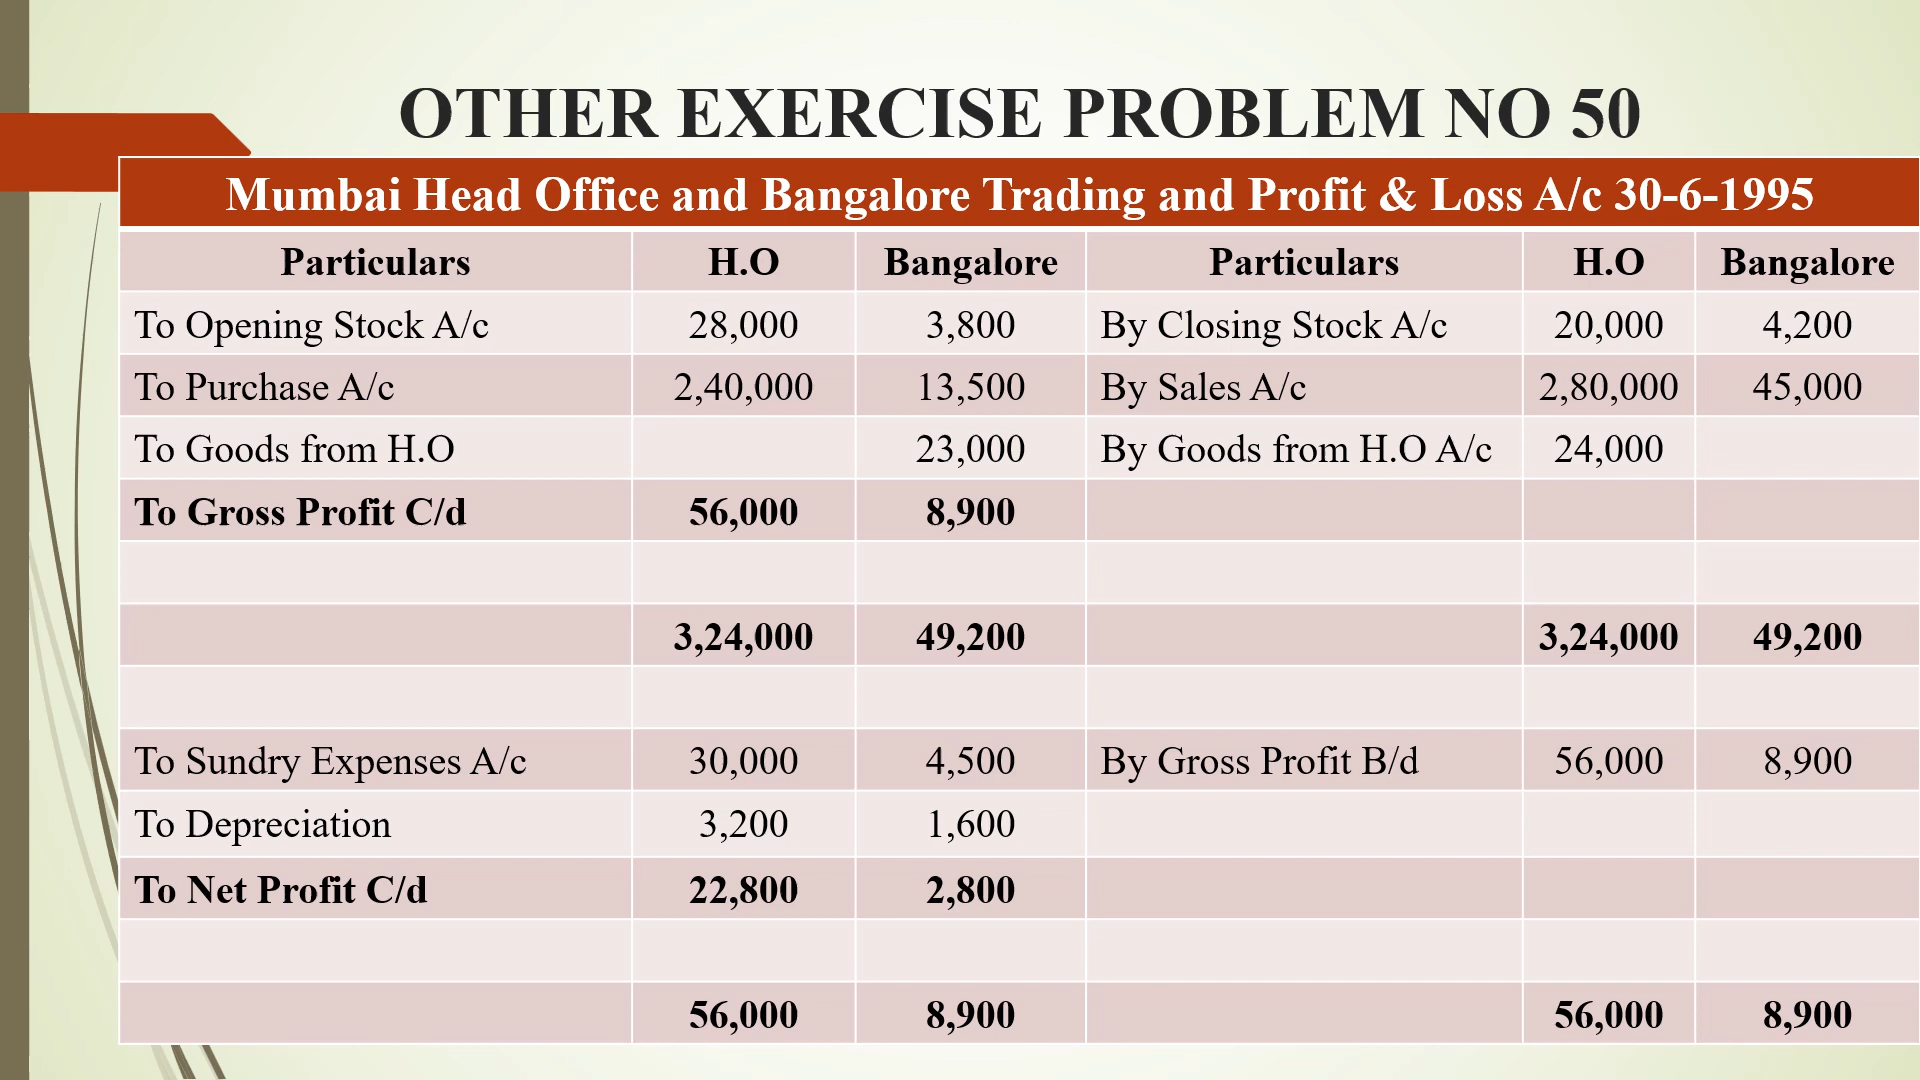 OTHER EXERCISE PROBLEM NO 50
Mumbai Head Office and Bangalore Trading and Profit & Loss A/c 30-6-1995
Particulars H.O Bangalore Particulars H.O Bangalore
To Opening Stock A/c 28,000 3,800 By Closing Stock A/c 20,000 4,200
To Purchase A/c 2,40,000 13,500 By Sales A/c 2,80,000 45,000
To Goods from H.O 23,000 By Goods from H.O A/c 24,000
To Gross Profit C/d 56,000 8,900
3,24,000 49,200 3,24,000 49,200
To Sundry Expenses A/c 30,000 4,500 By Gross Profit B/d 56,000 8,900
To Depreciation 3,200 1,600
To Net Profit C/d 22,800 2,800
56,000 8,900 56,000 8,900